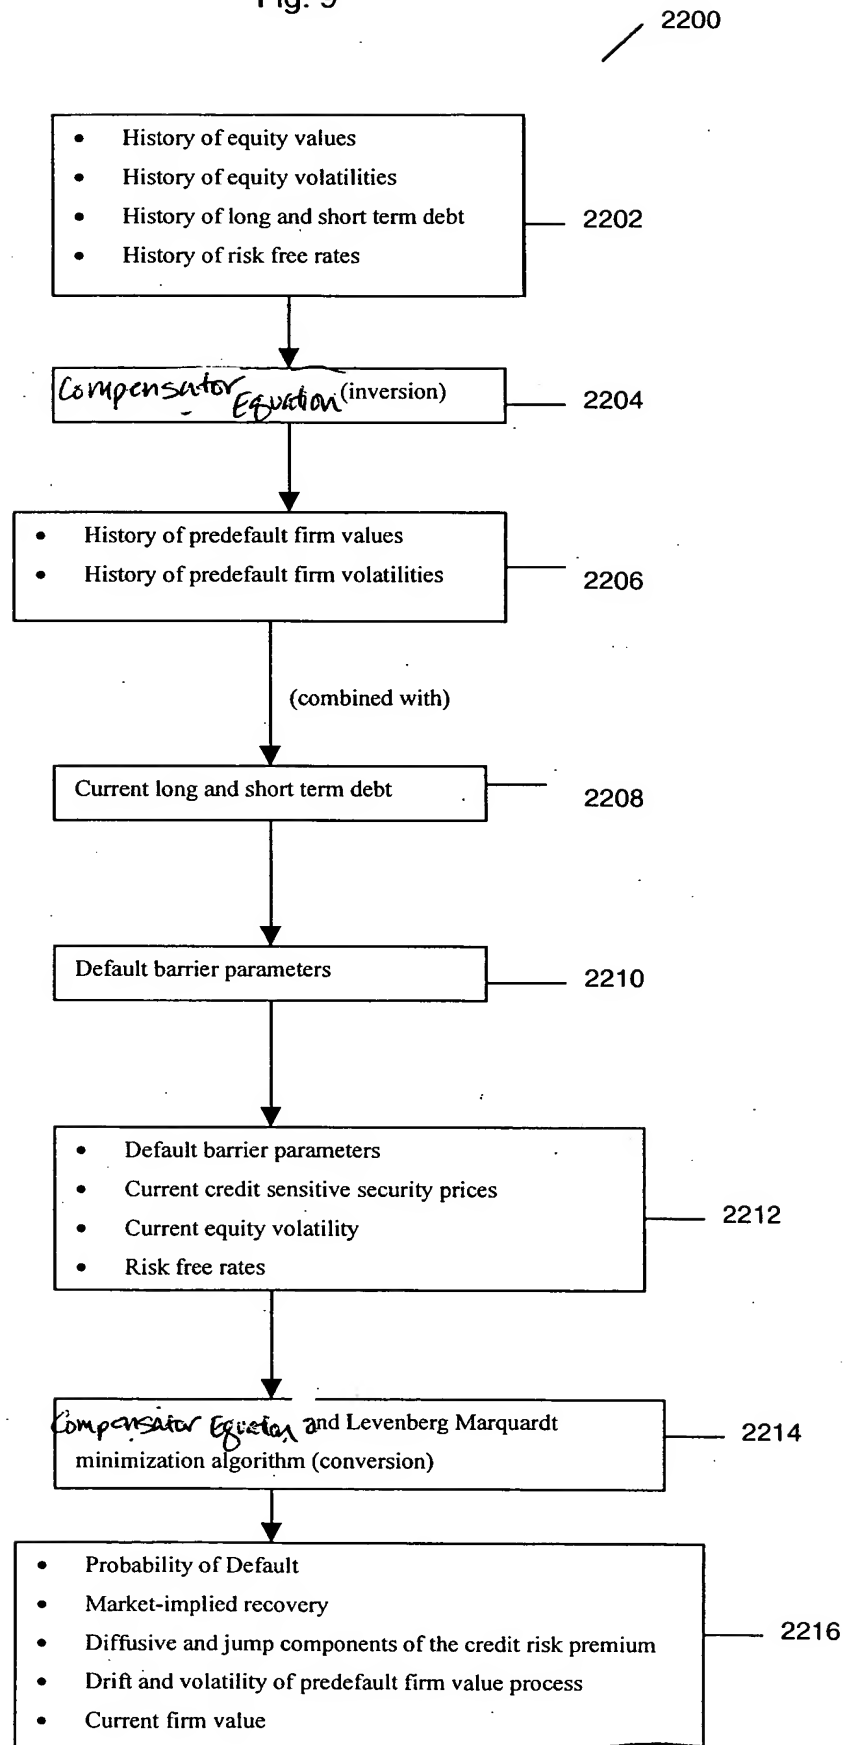 Fig. 9
2200
• History of equity values
• History of equity volatilities
• History of long and short term debt
• History of risk free rates
2202
Compensator Equation (inversion)
2204
• History of predefault firm values
• History of predefault firm volatilities
2206
(combined with)
Current long and short term debt
2208
Default barrier parameters
2210
• Default barrier parameters
• Current credit sensitive security prices
• Current equity volatility
• Risk free rates
2212
Compensator Equation and Levenberg Marquardt
minimization algorithm (conversion)
2214
• Probability of Default
• Market-implied recovery
• Diffusive and jump components of the credit risk premium
• Drift and volatility of predefault firm value process
• Current firm value
2216